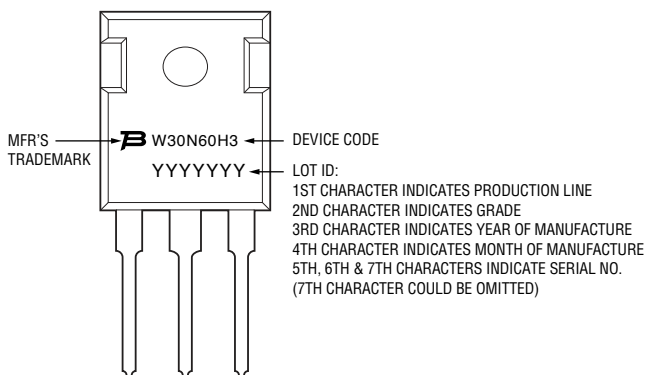 MFR'S
TRADEMARK
W30N60H3
YYYYYYY
DEVICE CODE
LOT ID:
1ST CHARACTER INDICATES PRODUCTION LINE
2ND CHARACTER INDICATES GRADE
3RD CHARACTER INDICATES YEAR OF MANUFACTURE
4TH CHARACTER INDICATES MONTH OF MANUFACTURE
5TH, 6TH & 7TH CHARACTERS INDICATE SERIAL NO.
(7TH CHARACTER COULD BE OMITTED)